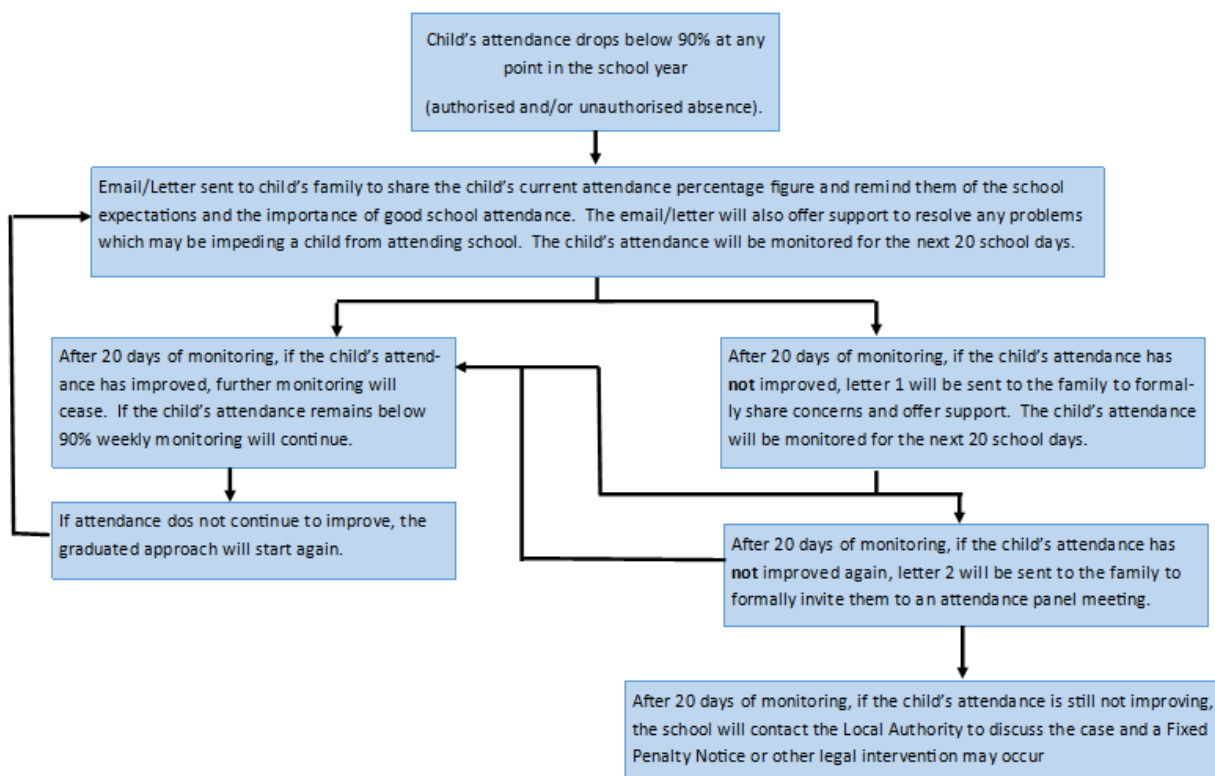 Child's attendance drops below 90% at any
point in the school year
(authorised and/or unauthorised absence).
Email/Letter sent to child's family to share the child's current attendance percentage figure and remind them of the school
expectations and the importance of good school attendance.  The email/letter will also offer support to resolve any problems
which may be impeding a child from attending school.  The child's attendance will be monitored for the next 20 school days.
After 20 days of monitoring, if the child's attend-
ance has improved, further monitoring will
cease.  If the child's attendance remains below
90% weekly monitoring will continue.
After 20 days of monitoring, if the child's attendance has
not improved, letter 1 will be sent to the family to formal-
ly share concerns and offer support.  The child's attendance
will be monitored for the next 20 school days.
If attendance dos not continue to improve, the
graduated approach will start again.
After 20 days of monitoring, if the child's attendance has
not improved again, letter 2 will be sent to the family to
formally invite them to an attendance panel meeting.
After 20 days of monitoring, if the child's attendance is still not improving,
the school will contact the Local Authority to discuss the case and a Fixed
Penalty Notice or other legal intervention may occur